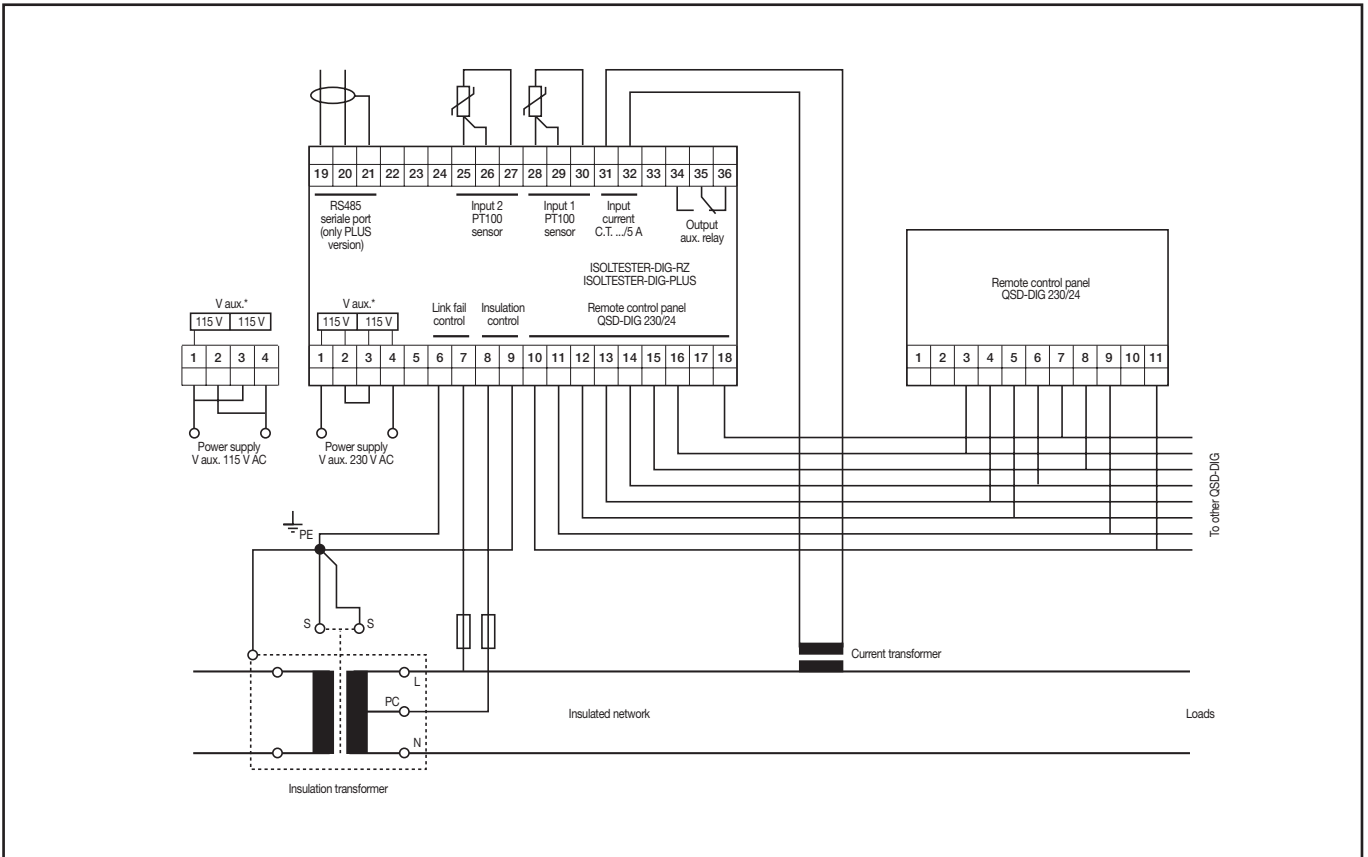 19 20 21 22 23 24 25 26 27 28 29 30 31 32 33 34 35 36
RS485
seriale port
(only PLUS
version)
Input 2
PT100
sensor
Input 1
PT100
sensor
Input
current
C.T. .../5 A
Output
aux. relay
ISOLTESTER-DIG-RZ
ISOLTESTER-DIG-PLUS
Remote control panel
QSD-DIG 230/24
V aux.*
115 V 115 V
1 2 3 4
Power supply
V aux. 115 V AC
V aux.*
115 V 115 V
Link fail
control
Insulation
control
Remote control panel
QSD-DIG 230/24
1 2 3 4 5 6 7 8 9 10 11 12 13 14 15 16 17 18
Power supply
V aux. 230 V AC
1 2 3 4 5 6 7 8 9 10 11
To other QSD-DIG
PE
S S
L
PC
N
Current transformer
Insulated network
Loads
Insulation transformer